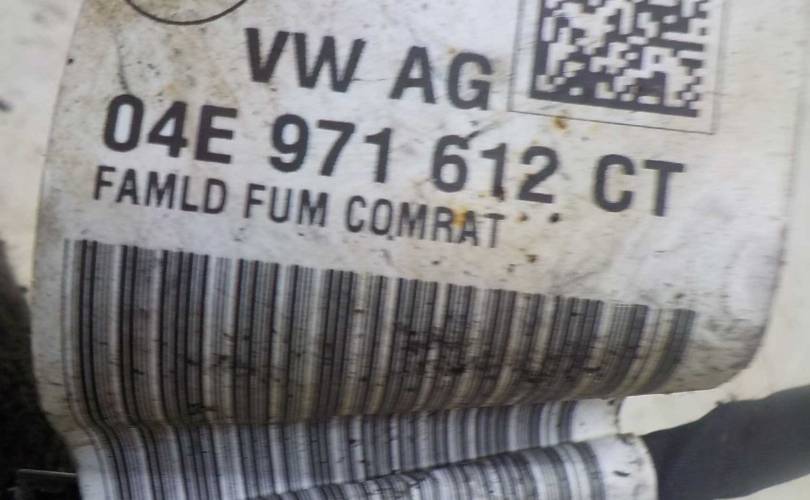 VW AG
04E 971 612 CT
FAMLD FUM COMRAT